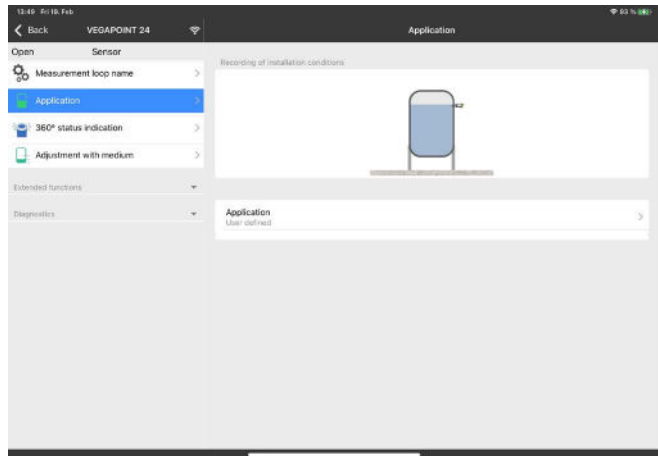 13:49 Fri 19. Feb
93 %
Back
VEGAPOINT 24
Application
Open
Sensor
Measurement loop name
Application
360° status indication
Adjustment with medium
Extended functions
Diagnostics
Recording of installation conditions
Application
User defined